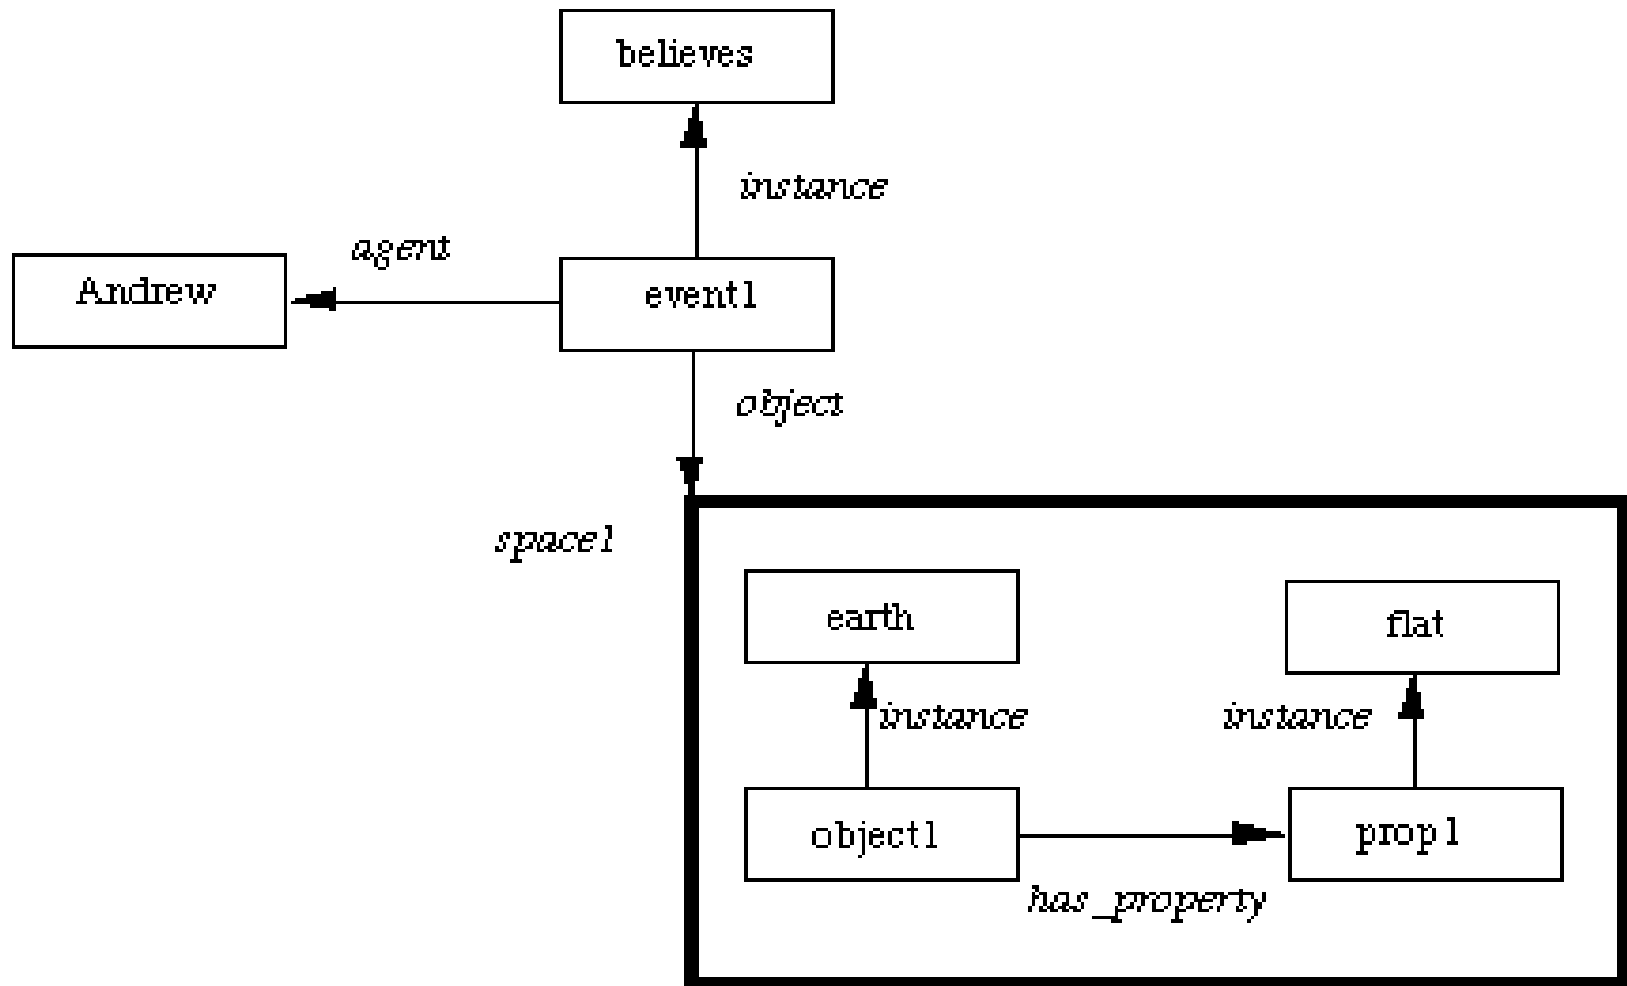 believes
instance
agent
Andrew
event1
object
space1
earth
flat
instance
instance
object1
prop1
has_property